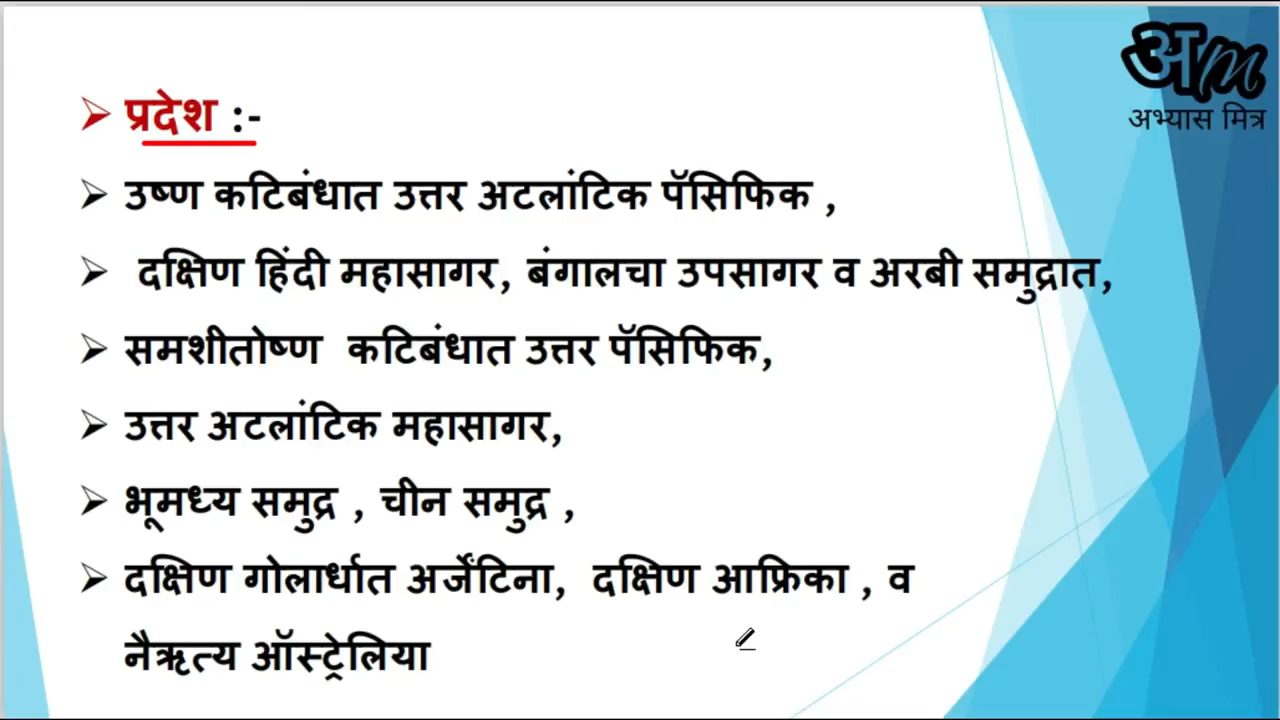 अm
अभ्यास मित्र
➢ प्रदेश :-
➢ उष्ण कटिबंधात उत्तर अटलांटिक पॅसिफिक ,
➢ दक्षिण हिंदी महासागर, बंगालचा उपसागर व अरबी समुद्रात,
➢ समशीतोष्ण कटिबंधात उत्तर पॅसिफिक,
➢ उत्तर अटलांटिक महासागर,
➢ भूमध्य समुद्र , चीन समुद्र ,
➢ दक्षिण गोलार्धात अर्जेंटिना, दक्षिण आफ्रिका , व
नैऋत्य ऑस्ट्रेलिया